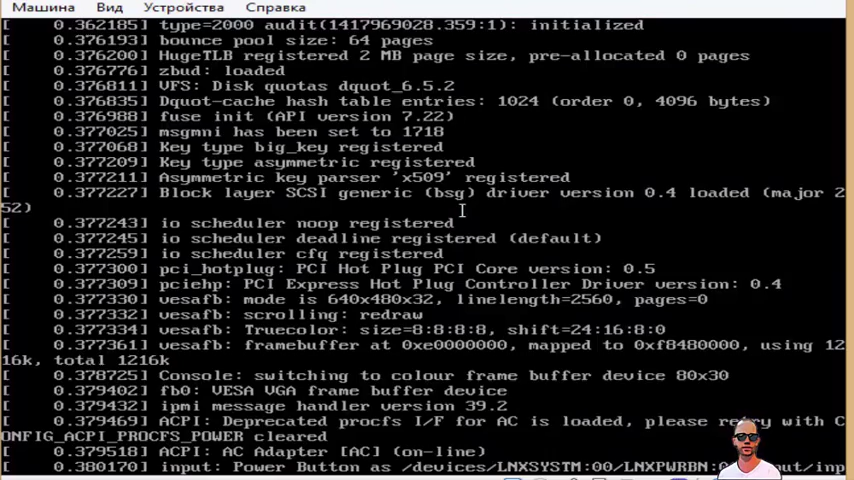 Машина Вид Устройства Справка
[    0.362185] type=2000 audit(1417969028.359:1): initialized
[    0.376193] bounce pool size: 64 pages
[    0.376200] HugeTLB registered 2 MB page size, pre-allocated 0 pages
[    0.376776] zbud: loaded
[    0.376811] VFS: Disk quotas dquot_6.5.2
[    0.376835] Dquot-cache hash table entries: 1024 (order 0, 4096 bytes)
[    0.376988] fuse init (API version 7.22)
[    0.377025] msgmni has been set to 1718
[    0.377068] Key type big_key registered
[    0.377209] Key type asymmetric registered
[    0.377211] Asymmetric key parser 'x509' registered
[    0.377227] Block layer SCSI generic (bsg) driver version 0.4 loaded (major 2
52)
[    0.377243] io scheduler noop registered
[    0.377245] io scheduler deadline registered (default)
[    0.377259] io scheduler cfq registered
[    0.377300] pci_hotplug: PCI Hot Plug PCI Core version: 0.5
[    0.377309] pciehp: PCI Express Hot Plug Controller Driver version: 0.4
[    0.377330] vesafb: mode is 640x480x32, linelength=2560, pages=0
[    0.377332] vesafb: scrolling: redraw
[    0.377334] vesafb: Truecolor: size=8:8:8:8, shift=24:16:8:0
[    0.377361] vesafb: framebuffer at 0xe0000000, mapped to 0xf8480000, using 12
16k, total 1216k
[    0.378725] Console: switching to colour frame buffer device 80x30
[    0.379402] fb0: VESA VGA frame buffer device
[    0.379432] ipmi message handler version 39.2
[    0.379469] ACPI: Deprecated procfs I/F for AC is loaded, please retry with C
ONFIG_ACPI_PROCFS_POWER cleared
[    0.379518] ACPI: AC Adapter [AC] (on-line)
[    0.380170] input: Power Button as /devices/LNXSYSTM:00/LNXPWRBN:0 put/inp